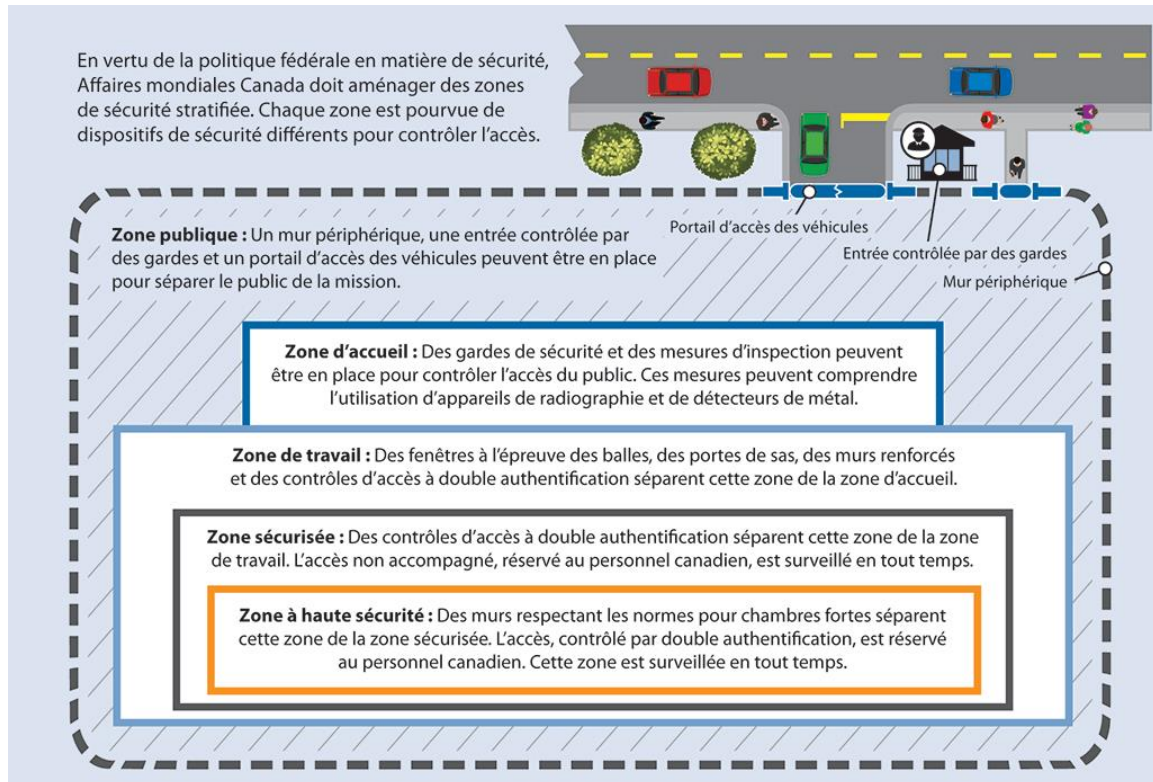 En vertu de la politique fédérale en matière de sécurité,
Affaires mondiales Canada doit aménager des zones
de sécurité stratifiée. Chaque zone est pourvue de
dispositifs de sécurité différents pour contrôler l’accès.
Portail d’accès des véhicules
Entrée contrôlée par des gardes
Mur périphérique
Zone publique : Un mur périphérique, une entrée contrôlée par
des gardes et un portail d’accès des véhicules peuvent être en place
pour séparer le public de la mission.
Zone d’accueil : Des gardes de sécurité et des mesures d’inspection peuvent
être en place pour contrôler l’accès du public. Ces mesures peuvent comprendre
l’utilisation d’appareils de radiographie et de détecteurs de métal.
Zone de travail : Des fenêtres à l’épreuve des balles, des portes de sas, des murs renforcés
et des contrôles d’accès à double authentification séparent cette zone de la zone d’accueil.
Zone sécurisée : Des contrôles d’accès à double authentification séparent cette zone de la zone
de travail. L’accès non accompagné, réservé au personnel canadien, est surveillé en tout temps.
Zone à haute sécurité : Des murs respectant les normes pour chambres fortes séparent
cette zone de la zone sécurisée. L’accès, contrôlé par double authentification, est réservé
au personnel canadien. Cette zone est surveillée en tout temps.